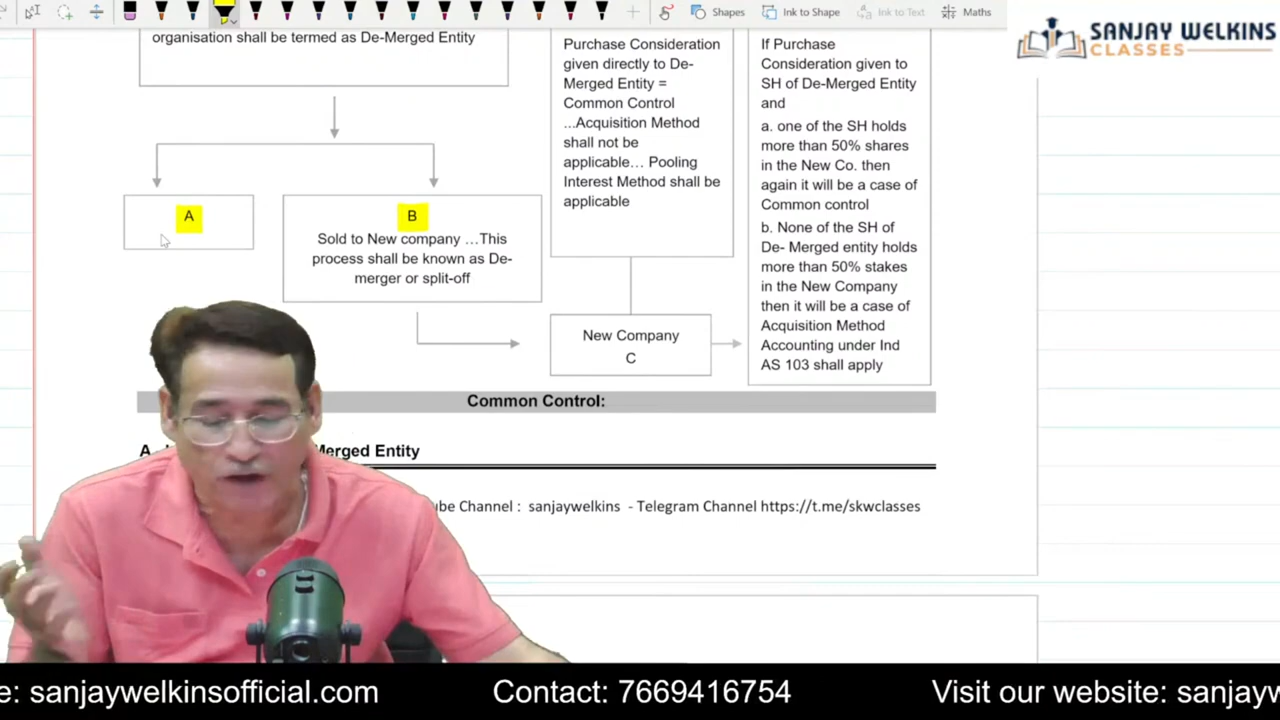 Shapes
Ink to Shape
Ink to Text
Maths
SANJAY WELKINS
CLASSES
organisation shall be termed as De-Merged Entity
A
B
Sold to New company …This
process shall be known as De-
merger or split-off
Purchase Consideration
given directly to De-
Merged Entity =
Common Control
...Acquisition Method
shall not be
applicable... Pooling
Interest Method shall be
applicable
New Company
C
If Purchase
Consideration given to
SH of De-Merged Entity
and
a. one of the SH holds
more than 50% shares
in the New Co. then
again it will be a case of
Common control
b. None of the SH of
De- Merged entity holds
more than 50% stakes
in the New Company
then it will be a case of
Acquisition Method
Accounting under Ind
AS 103 shall apply
Common Control:
A. Merged Entity
ube Channel : sanjaywelkins - Telegram Channel https://t.me/skwclasses
e: sanjaywelkinsofficial.com Contact: 7669416754 Visit our website: sanjayw